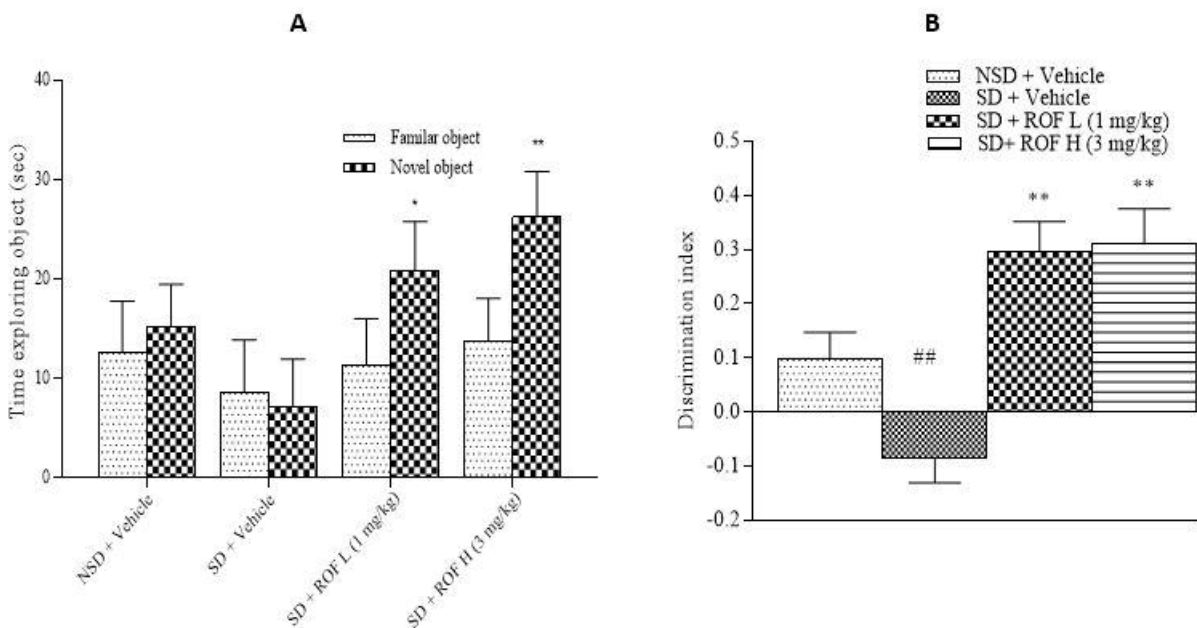 A
Time exploring object (sec)
40
30
20
10
0
Familar object
Novel object
*
**
NSD + Vehicle
SD + Vehicle
SD + ROF L (1 mg/kg)
SD + ROF H (3 mg/kg)
B
NSD + Vehicle
SD + Vehicle
SD + ROF L (1 mg/kg)
SD+ ROF H (3 mg/kg)
Discrimination index
0.5
0.4
0.3
0.2
0.1
0.0
-0.1
-0.2
##
**
**